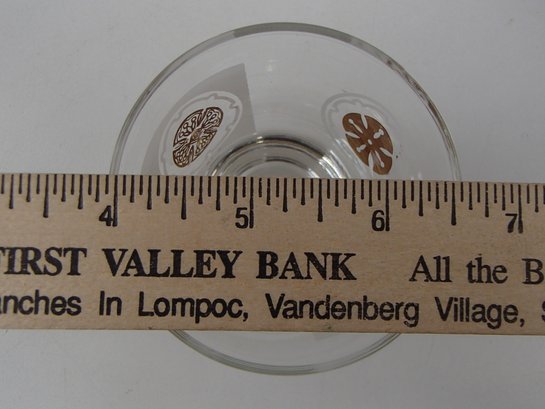 4 5 6 7
FIRST VALLEY BANK All the B
anches In Lompoc, Vandenberg Village, S